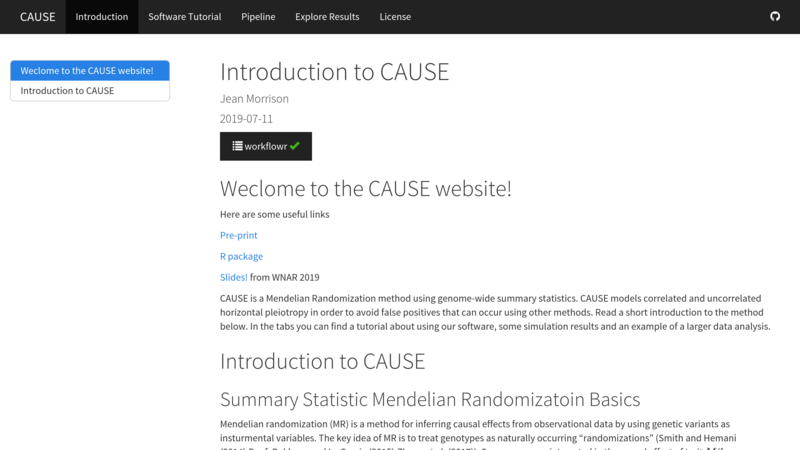 CAUSE Introduction Software Tutorial Pipeline Explore Results License
Weclome to the CAUSE website!
Introduction to CAUSE
Introduction to CAUSE
Jean Morrison
2019-07-11
workflowr
Weclome to the CAUSE website!
Here are some useful links
Pre-print
R package
Slides! from WNAR 2019
CAUSE is a Mendelian Randomization method using genome-wide summary statistics. CAUSE models correlated and uncorrelated
horizontal pleiotropy in order to avoid false positives that can occur using other methods. Read a short introduction to the method
below. In the tabs you can find a tutorial about using our software, some simulation results and an example of a larger data analysis.
Introduction to CAUSE
Summary Statistic Mendelian Randomizatoin Basics
Mendelian randomization (MR) is a method for inferring causal effects from observational data by using genetic variants as
insturmental variables. The key idea of MR is to treat genotypes as naturally occurring “randomizations” (Smith and Hemani